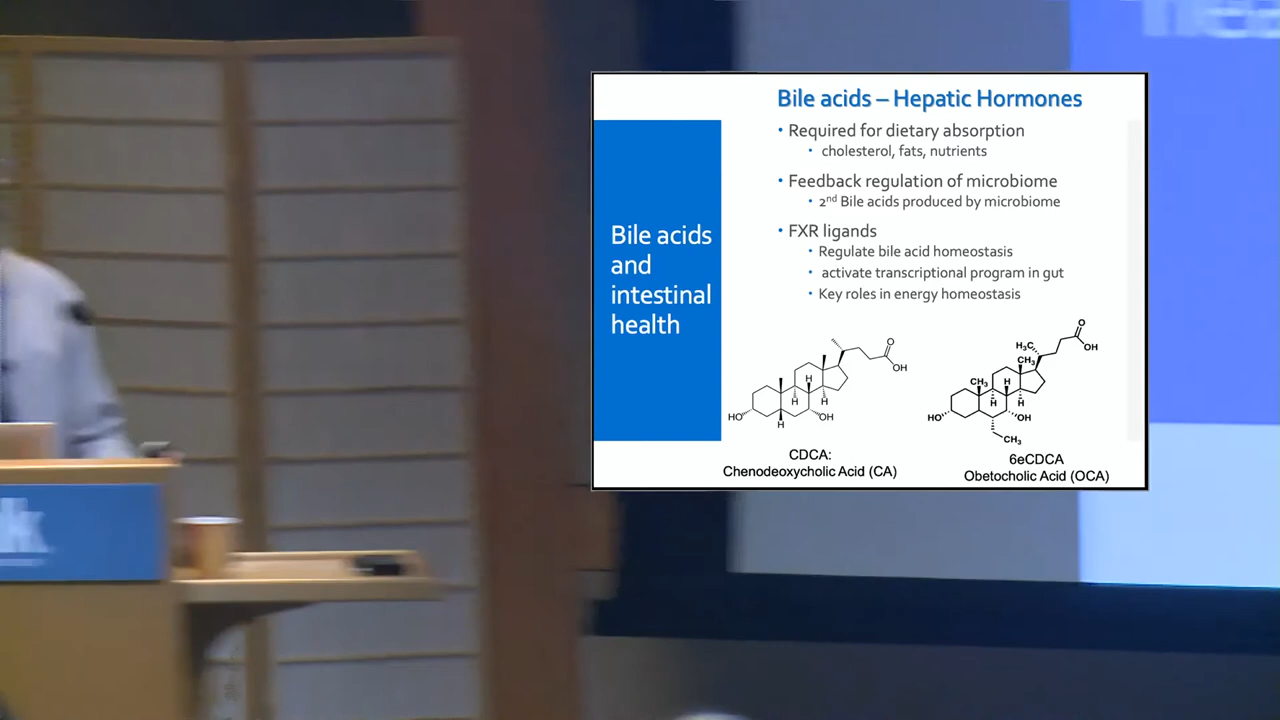 Bile acids – Hepatic Hormones
• Required for dietary absorption
• cholesterol, fats, nutrients
• Feedback regulation of microbiome
• 2nd Bile acids produced by microbiome
• FXR ligands
• Regulate bile acid homeostasis
• activate transcriptional program in gut
• Key roles in energy homeostasis
Bile acids
and
intestinal
health
O
OH
H
H
H
HO
H
OH
CDCA:
Chenodeoxycholic Acid (CA)
O
OH
H₃C
CH₃
CH₃
H
H
H
HO
OH
CH₃
6eCDCA
Obetocholic Acid (OCA)
lk